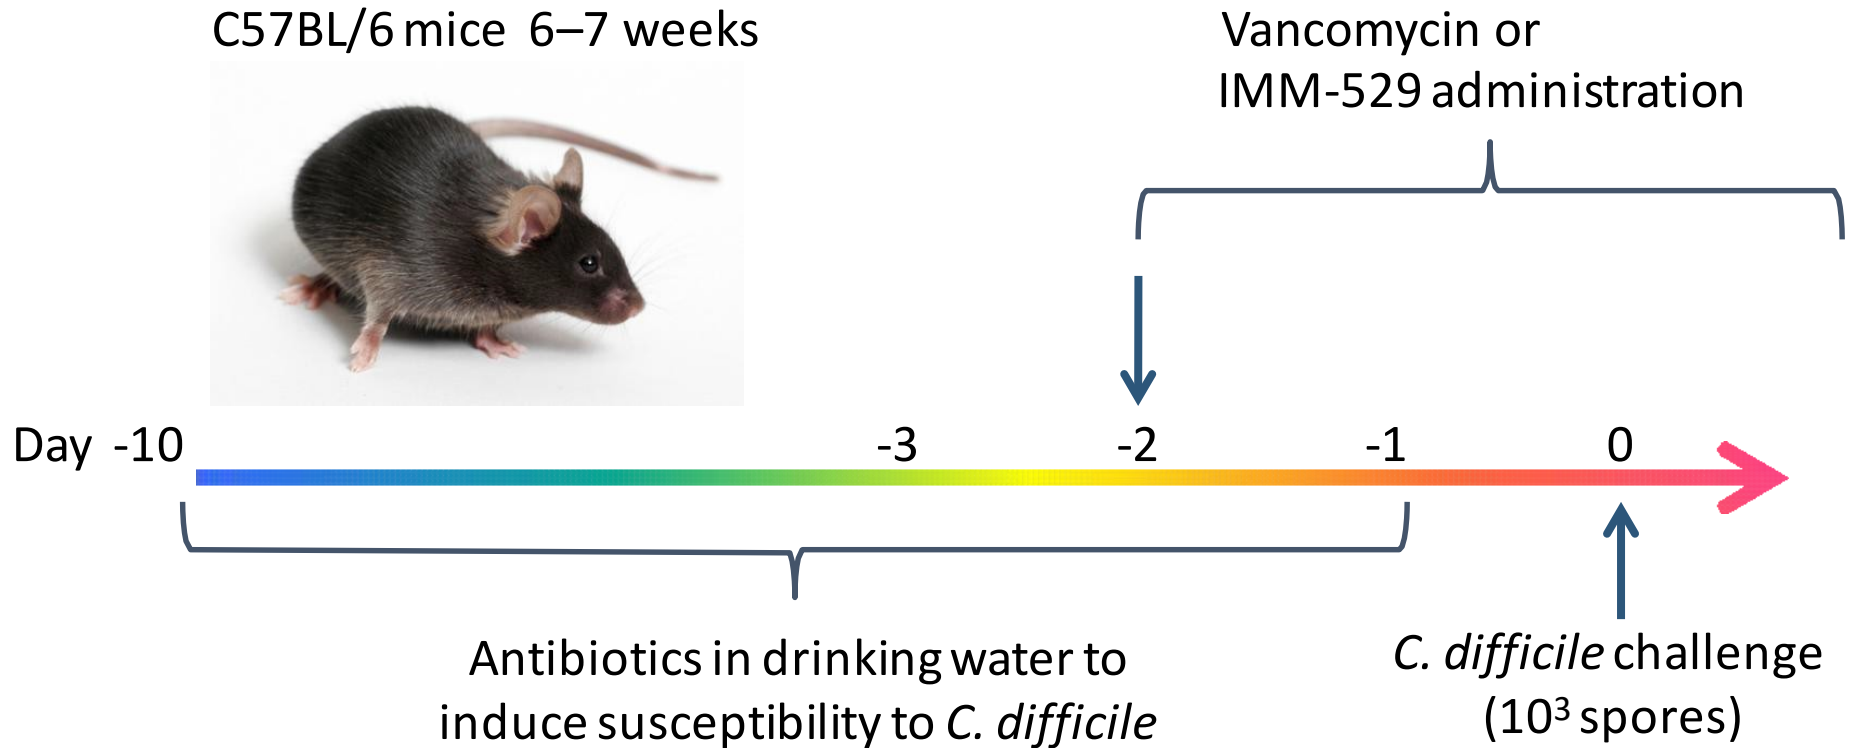 C57BL/6 mice 6–7 weeks
Vancomycin or
IMM-529 administration
Day -10 -3 -2 -1 0
Antibiotics in drinking water to
induce susceptibility to C. difficile
C. difficile challenge
(10³ spores)